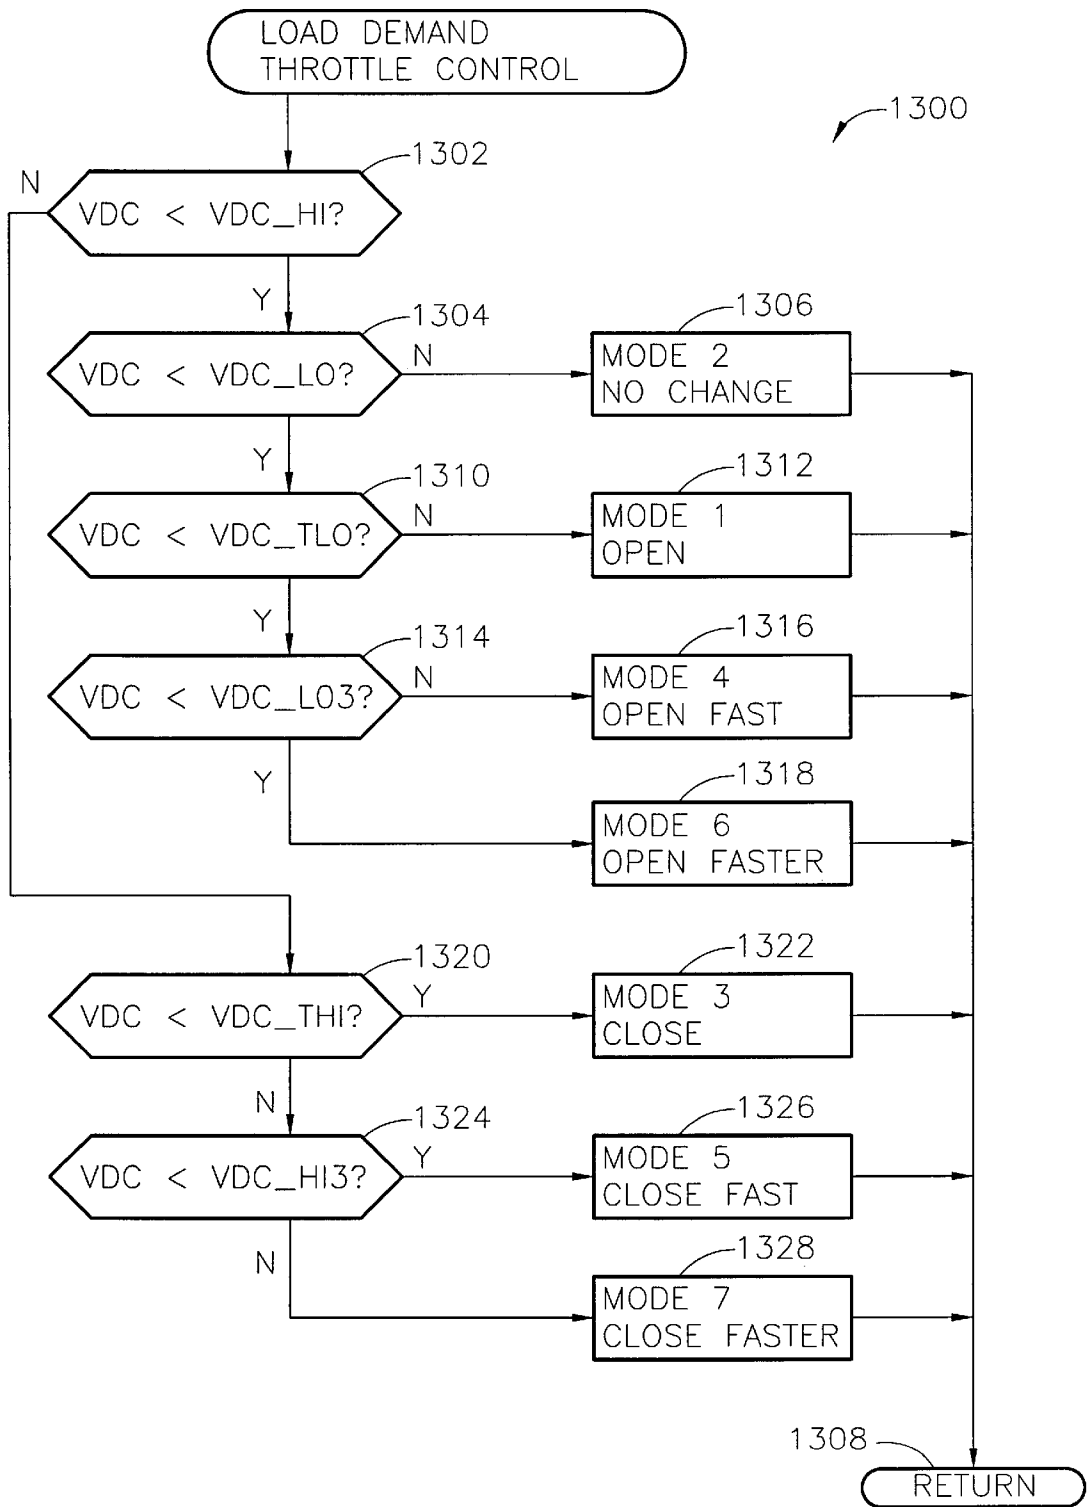 LOAD DEMAND
THROTTLE CONTROL
1300
1302
N
VDC < VDC_HI?
Y
1304
VDC < VDC_LO?
N
1306
MODE 2
NO CHANGE
Y
1310
VDC < VDC_TLO?
N
1312
MODE 1
OPEN
Y
1314
VDC < VDC_LO3?
N
1316
MODE 4
OPEN FAST
Y
1318
MODE 6
OPEN FASTER
1320
VDC < VDC_THI?
Y
1322
MODE 3
CLOSE
N
1324
VDC < VDC_HI3?
Y
1326
MODE 5
CLOSE FAST
N
1328
MODE 7
CLOSE FASTER
1308
RETURN